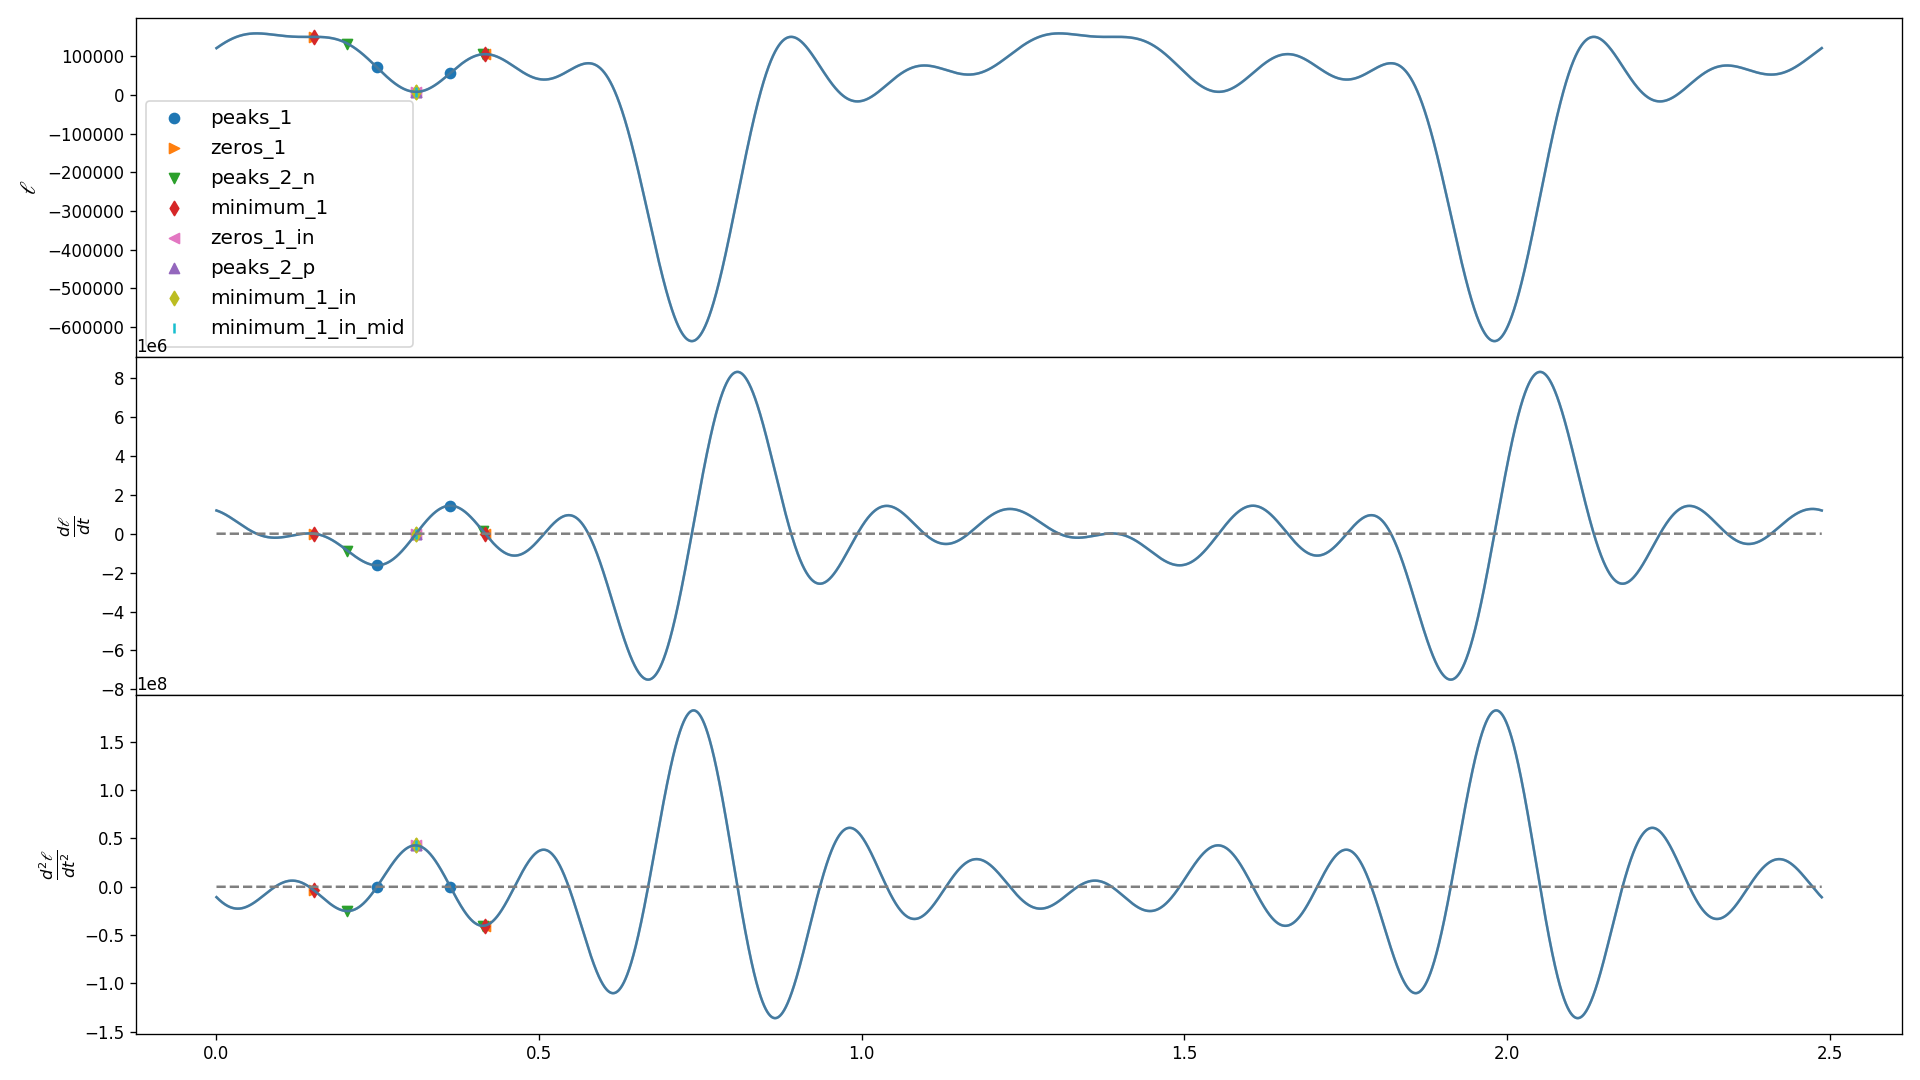 100000
0
−100000
−200000
−300000
−400000
−500000
−600000
ℓ
peaks_1
zeros_1
peaks_2_n
minimum_1
zeros_1_in
peaks_2_p
minimum_1_in
minimum_1_in_mid
1e6
8
6
4
2
0
−2
−4
−6
−8
dℓ
dt
1e8
1.5
1.0
0.5
0.0
−0.5
−1.0
−1.5
d²ℓ
dt²
0.0 0.5 1.0 1.5 2.0 2.5